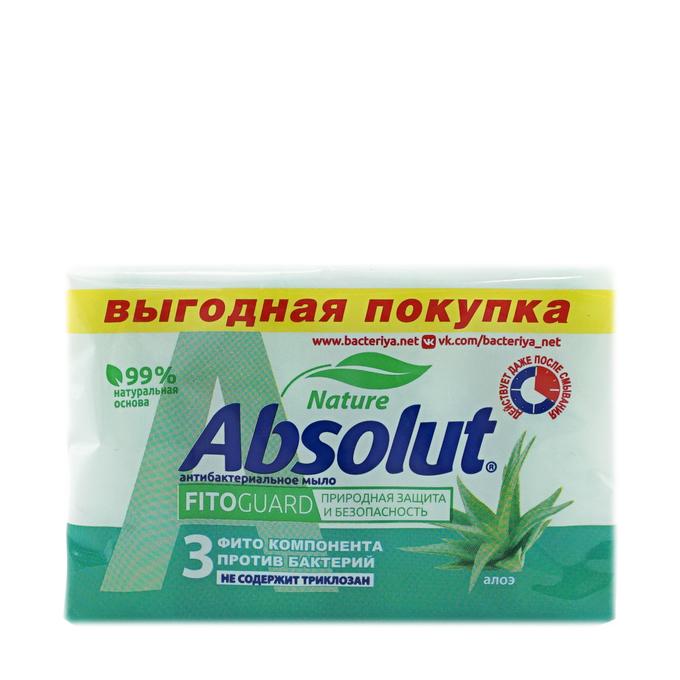 ВЫГОДНАЯ ПОКУПКА
www.bacteriya.net vk.com/bacteriya_net
99%
натуральная
основа
ДЕЙСТВУЕТ ДАЖЕ ПОСЛЕ СМЫВАНИЯ
Nature
Absolut®
антибактериальное мыло
FITOGUARD
ПРИРОДНАЯ ЗАЩИТА
И БЕЗОПАСНОСТЬ
3 ФИТО КОМПОНЕНТА
ПРОТИВ БАКТЕРИЙ
НЕ СОДЕРЖИТ ТРИКЛОЗАН
алоэ